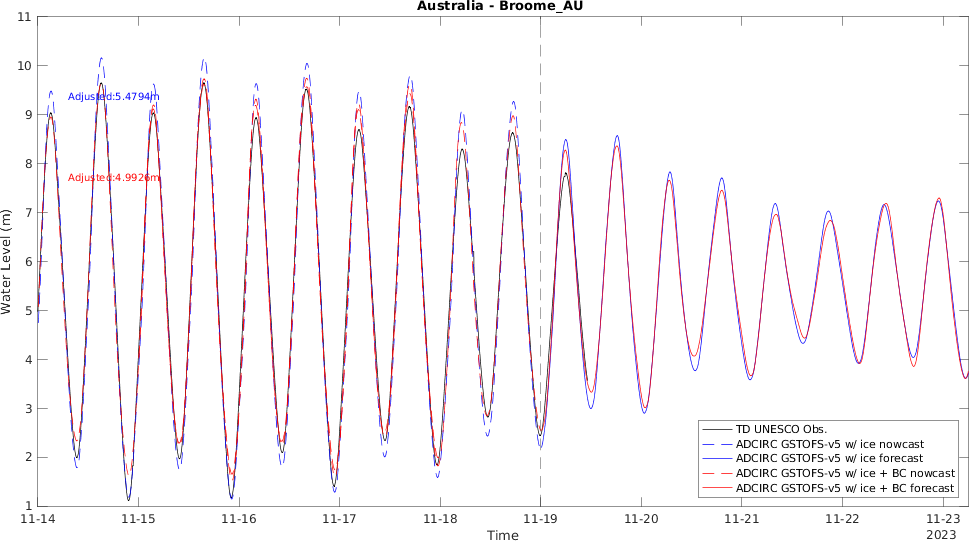 Australia - Broome_AU
Water Level (m)
11
10
9
8
7
6
5
4
3
2
1
Adjusted:5.4794m
Adjusted:4.9926m
TD UNESCO Obs.
ADCIRC GSTOFS-v5 w/ ice nowcast
ADCIRC GSTOFS-v5 w/ ice forecast
ADCIRC GSTOFS-v5 w/ ice + BC nowcast
ADCIRC GSTOFS-v5 w/ ice + BC forecast
11-14 11-15 11-16 11-17 11-18 11-19 11-20 11-21 11-22 11-23
2023
Time